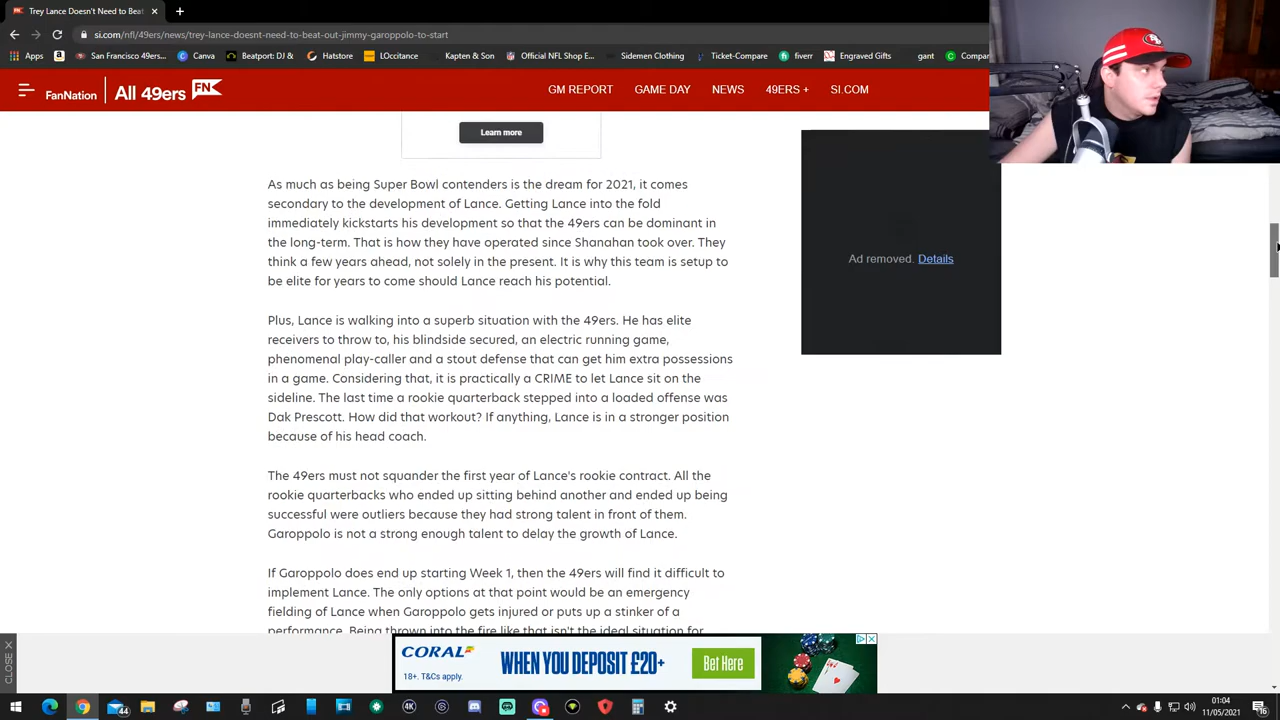 Trey Lance Doesn't Need to Beat
si.com/nfl/49ers/news/trey-lance-doesnt-need-to-beat-out-jimmy-garoppolo-to-start
Apps
San Francisco 49ers...
Canva
Beatport: DJ &...
Hatstore
LOccitance
Kapten & Son
Official NFL Shop E...
Sidemen Clothing
Ticket-Compare
fiverr
Engraved Gifts
gant
Compar
FanNation
All 49ers FN
GM REPORT
GAME DAY
NEWS
49ERS +
SI.COM
Learn more
As much as being Super Bowl contenders is the dream for 2021, it comes
secondary to the development of Lance. Getting Lance into the fold
immediately kickstarts his development so that the 49ers can be dominant in
the long-term. That is how they have operated since Shanahan took over. They
think a few years ahead, not solely in the present. It is why this team is setup to
be elite for years to come should Lance reach his potential.
Plus, Lance is walking into a superb situation with the 49ers. He has elite
receivers to throw to, his blindside secured, an electric running game,
phenomenal play-caller and a stout defense that can get him extra possessions
in a game. Considering that, it is practically a CRIME to let Lance sit on the
sideline. The last time a rookie quarterback stepped into a loaded offense was
Dak Prescott. How did that workout? If anything, Lance is in a stronger position
because of his head coach.
The 49ers must not squander the first year of Lance's rookie contract. All the
rookie quarterbacks who ended up sitting behind another and ended up being
successful were outliers because they had strong talent in front of them.
Garoppolo is not a strong enough talent to delay the growth of Lance.
If Garoppolo does end up starting Week 1, then the 49ers will find it difficult to
implement Lance. The only options at that point would be an emergency
fielding of Lance when Garoppolo gets injured or puts up a stinker of a
performance. Being thrown into the fire like that isn't the ideal situation for
Ad removed. Details
CLOSE X
CORAL
18+. T&Cs apply.
WHEN YOU DEPOSIT £20+
Bet Here
44
4K
01:04
11/05/2021
16